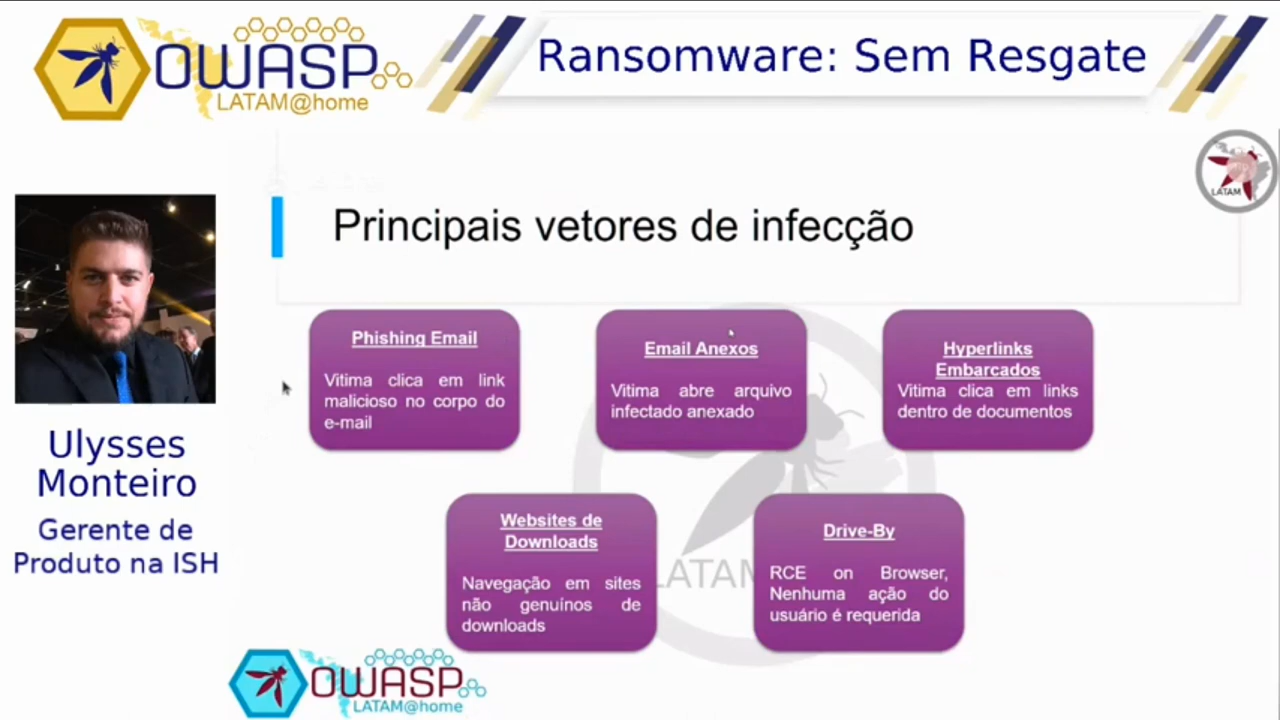 OWASP
LATAM@home
Ransomware: Sem Resgate
LATAM
Principais vetores de infecção
Ulysses
Monteiro
Gerente de
Produto na ISH
Phishing Email
Vitima clica em link
malicioso no corpo do
e-mail
Email Anexos
Vitima abre arquivo
infectado anexado
Hyperlinks
Embarcados
Vitima clica em links
dentro de documentos
Websites de
Downloads
Navegação em sites
não genuinos de
downloads
Drive-By
RCE on Browser,
Nenhuma ação do
usuário é requerida
LATAM
OWASP
LATAM@home